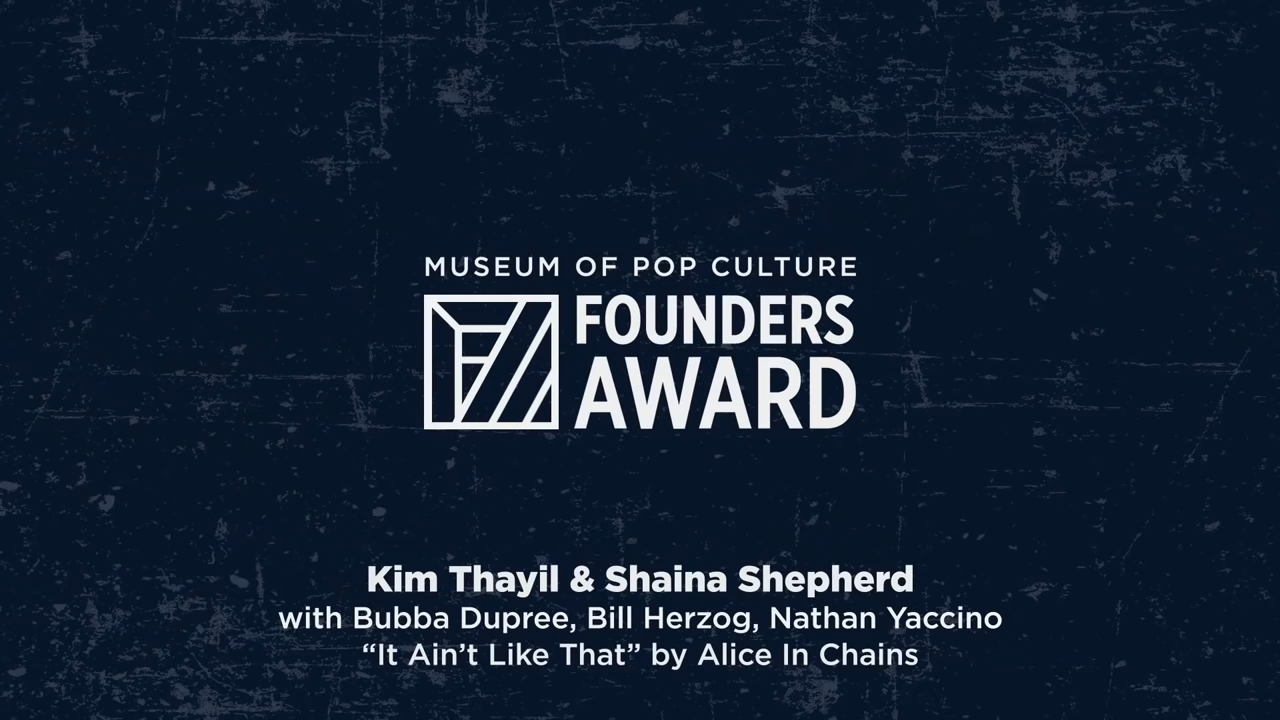 MUSEUM OF POP CULTURE
FOUNDERS
AWARD
Kim Thayil & Shaina Shepherd
with Bubba Dupree, Bill Herzog, Nathan Yaccino
“It Ain’t Like That” by Alice In Chains